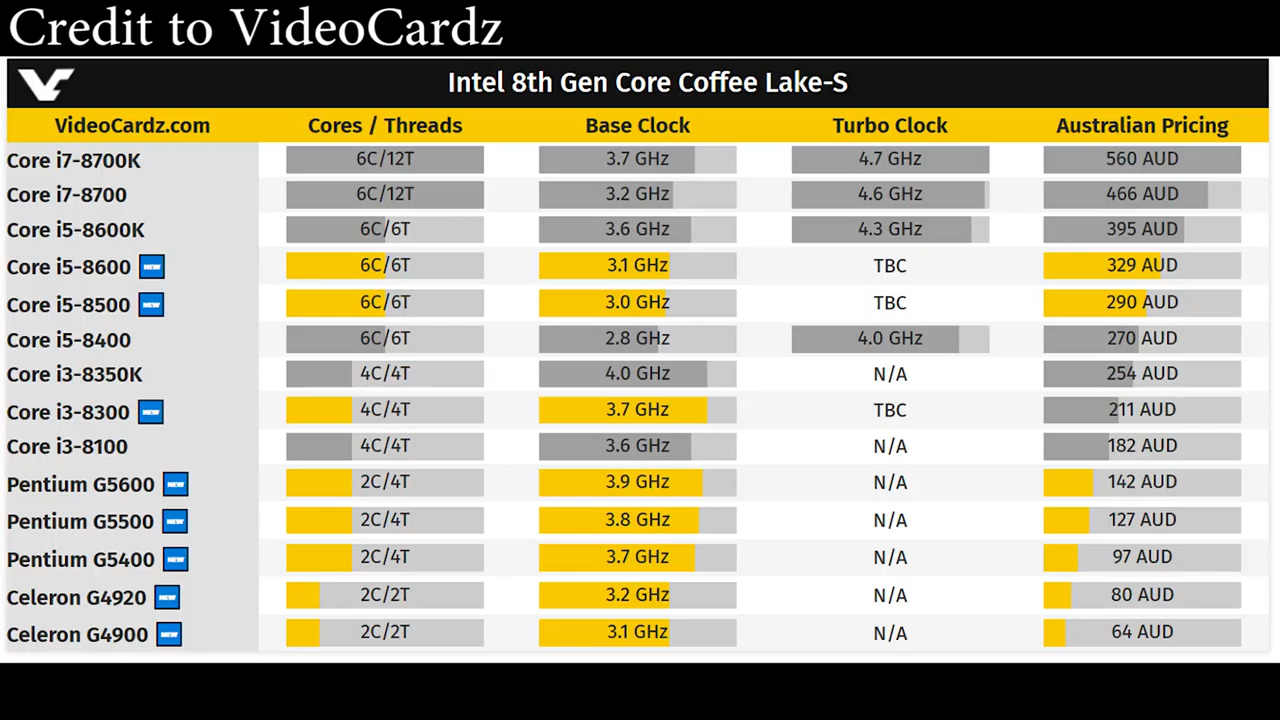 Credit to VideoCardz
Intel 8th Gen Core Coffee Lake-S
VideoCardz.com Cores / Threads Base Clock Turbo Clock Australian Pricing
Core i7-8700K 6C/12T 3.7 GHz 4.7 GHz 560 AUD
Core i7-8700 6C/12T 3.2 GHz 4.6 GHz 466 AUD
Core i5-8600K 6C/6T 3.6 GHz 4.3 GHz 395 AUD
Core i5-8600 NEW 6C/6T 3.1 GHz TBC 329 AUD
Core i5-8500 NEW 6C/6T 3.0 GHz TBC 290 AUD
Core i5-8400 6C/6T 2.8 GHz 4.0 GHz 270 AUD
Core i3-8350K 4C/4T 4.0 GHz N/A 254 AUD
Core i3-8300 NEW 4C/4T 3.7 GHz TBC 211 AUD
Core i3-8100 4C/4T 3.6 GHz N/A 182 AUD
Pentium G5600 NEW 2C/4T 3.9 GHz N/A 142 AUD
Pentium G5500 NEW 2C/4T 3.8 GHz N/A 127 AUD
Pentium G5400 NEW 2C/4T 3.7 GHz N/A 97 AUD
Celeron G4920 NEW 2C/2T 3.2 GHz N/A 80 AUD
Celeron G4900 NEW 2C/2T 3.1 GHz N/A 64 AUD